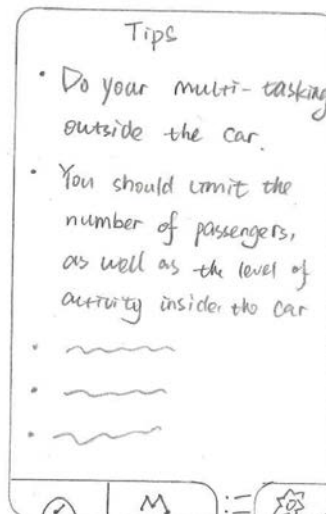 Tips
• Do your multi-tasking
outside the car.
• You should limit the
number of passengers,
as well as the level of
activity inside the car